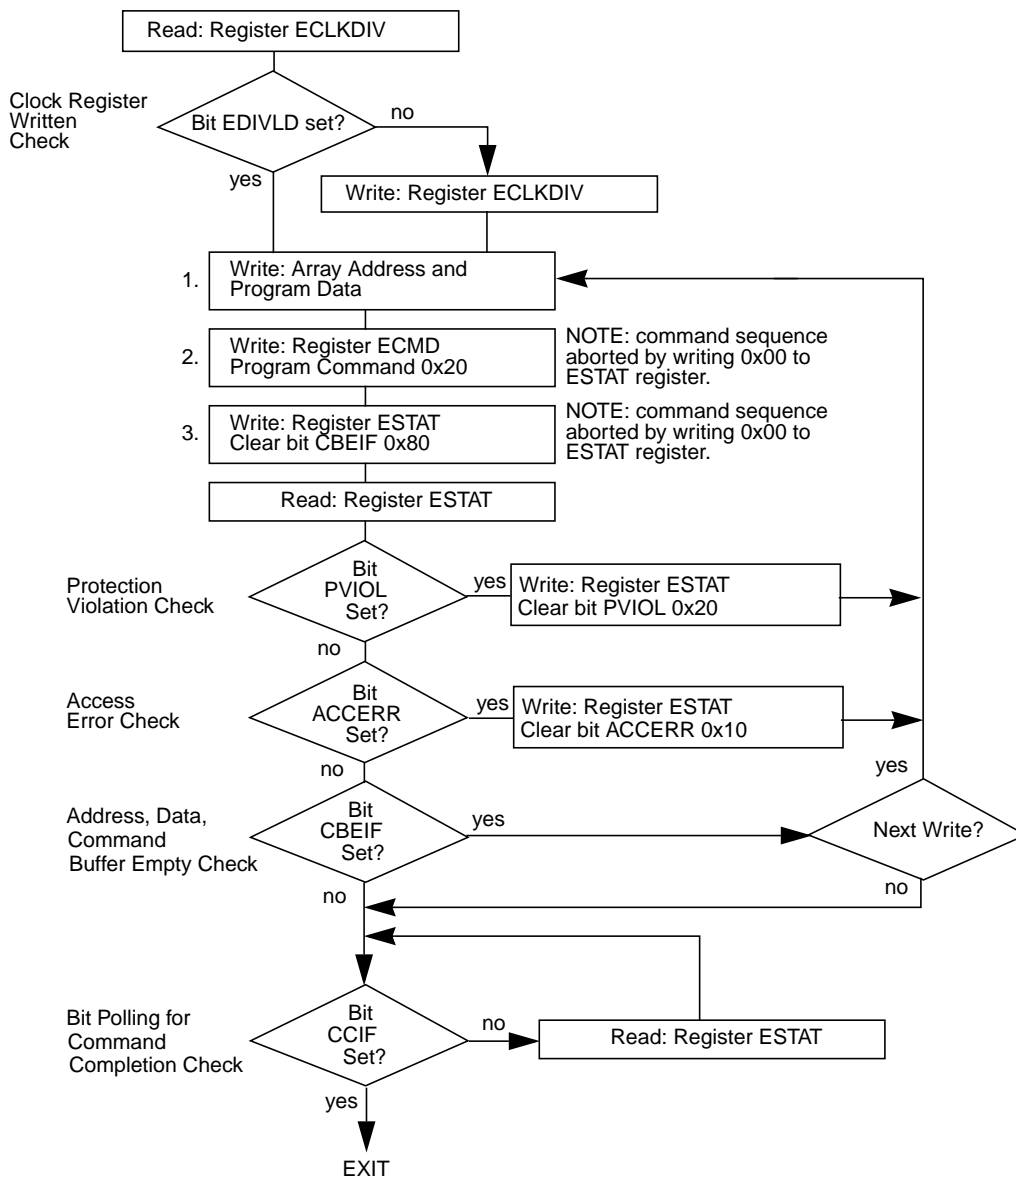 Read: Register ECLKDIV
Clock Register
Written
Check
Bit EDIVLD set?
no
yes
Write: Register ECLKDIV
1.
Write: Array Address and
Program Data
2.
Write: Register ECMD
Program Command 0x20
NOTE: command sequence
aborted by writing 0x00 to
ESTAT register.
3.
Write: Register ESTAT
Clear bit CBEIF 0x80
NOTE: command sequence
aborted by writing 0x00 to
ESTAT register.
Read: Register ESTAT
Protection
Violation Check
Bit
PVIOL
Set?
yes
Write: Register ESTAT
Clear bit PVIOL 0x20
no
Access
Error Check
Bit
ACCERR
Set?
yes
Write: Register ESTAT
Clear bit ACCERR 0x10
no
yes
Address, Data,
Command
Buffer Empty Check
Bit
CBEIF
Set?
yes
Next Write?
no
no
Bit Polling for
Command
Completion Check
Bit
CCIF
Set?
no
Read: Register ESTAT
yes
EXIT